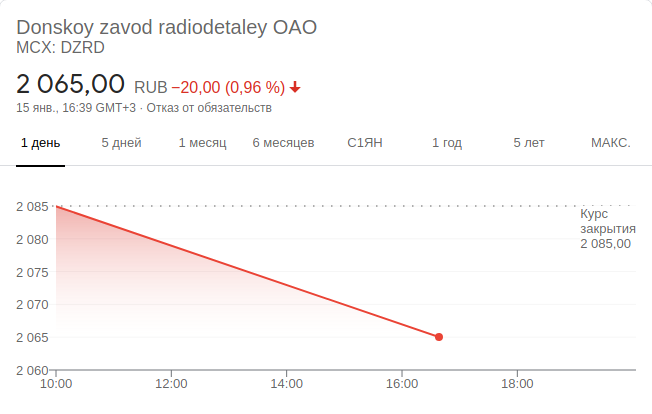 Donskoy zavod radiodetaley OAO
MCX: DZRD
2 065,00 RUB −20,00 (0,96 %)
15 янв., 16:39 GMT+3 · Отказ от обязательств
1 день 5 дней 1 месяц 6 месяцев С1ЯН 1 год 5 лет МАКС.
2 085
Курс
закрытия
2 085,00
2 080
2 075
2 070
2 065
2 060
10:00 12:00 14:00 16:00 18:00